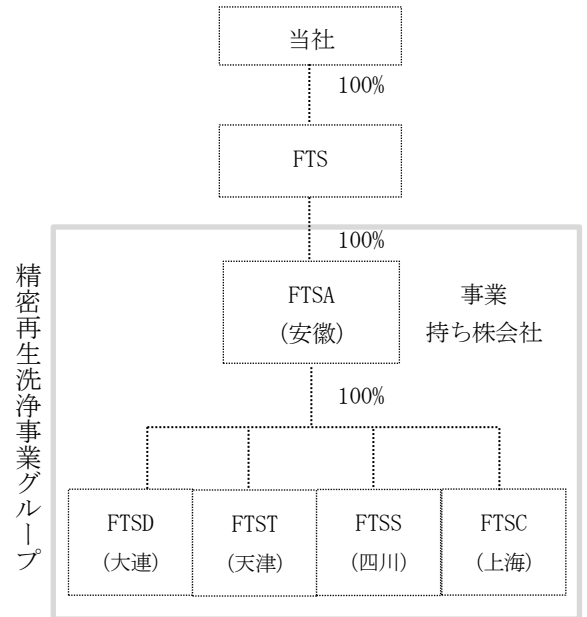 当社
100%
FTS
100%
精密再生洗浄事業グループ
FTSA
(安徽)
事業
持ち株会社
100%
FTSD
(大連)
FTST
(天津)
FTSS
(四川)
FTSC
(上海)